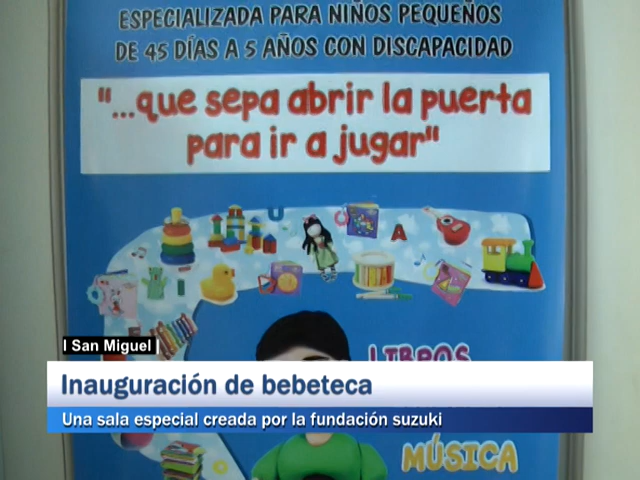 ESPECIALIZADA PARA NIÑOS PEQUEÑOS
DE 45 DÍAS A 5 AÑOS CON DISCAPACIDAD
"...que sepa abrir la puerta
para ir a jugar"
U
A
| San Miguel |
LIBROS
Inauguración de bebeteca
Una sala especial creada por la fundación suzuki
MÚSICA